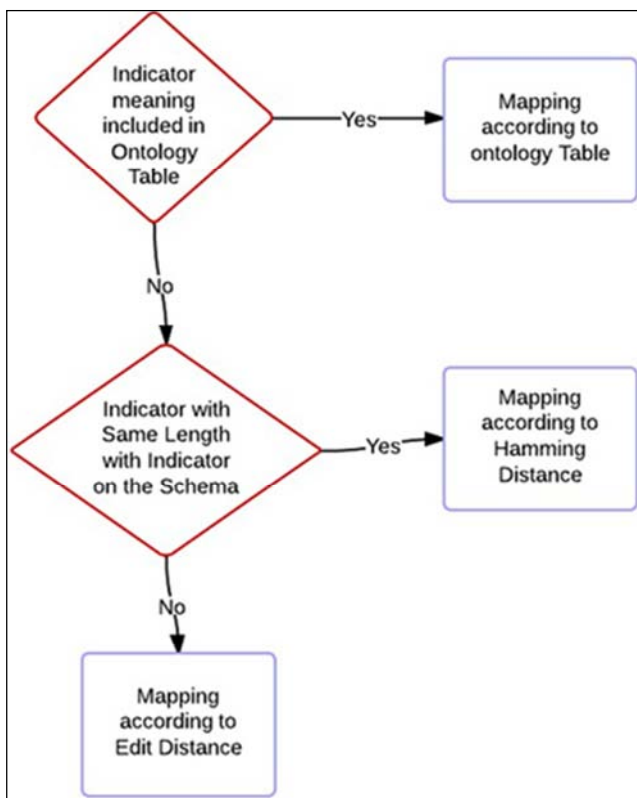 Indicator
meaning
included in
Ontology
Table
Yes
Mapping
according to
ontology Table
No
Indicator with
Same Length
with Indicator
on the Schema
Yes
Mapping
according to
Hamming
Distance
No
Mapping
according to
Edit Distance